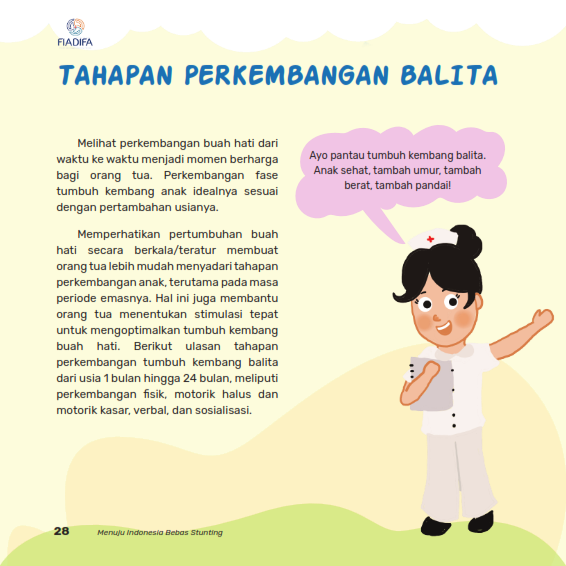 FIADIFA
TAHAPAN PERKEMBANGAN BALITA
Melihat perkembangan buah hati dari
waktu ke waktu menjadi momen berharga
bagi orang tua. Perkembangan fase
tumbuh kembang anak idealnya sesuai
dengan pertambahan usianya.
Memperhatikan pertumbuhan buah
hati secara berkala/teratur membuat
orang tua lebih mudah menyadari tahapan
perkembangan anak, terutama pada masa
periode emasnya. Hal ini juga membantu
orang tua menentukan stimulasi tepat
untuk mengoptimalkan tumbuh kembang
buah hati. Berikut ulasan tahapan
perkembangan tumbuh kembang balita
dari usia 1 bulan hingga 24 bulan, meliputi
perkembangan fisik, motorik halus dan
motorik kasar, verbal, dan sosialisasi.
Ayo pantau tumbuh kembang balita.
Anak sehat, tambah umur, tambah
berat, tambah pandai!
28
Menuju Indonesia Bebas Stunting